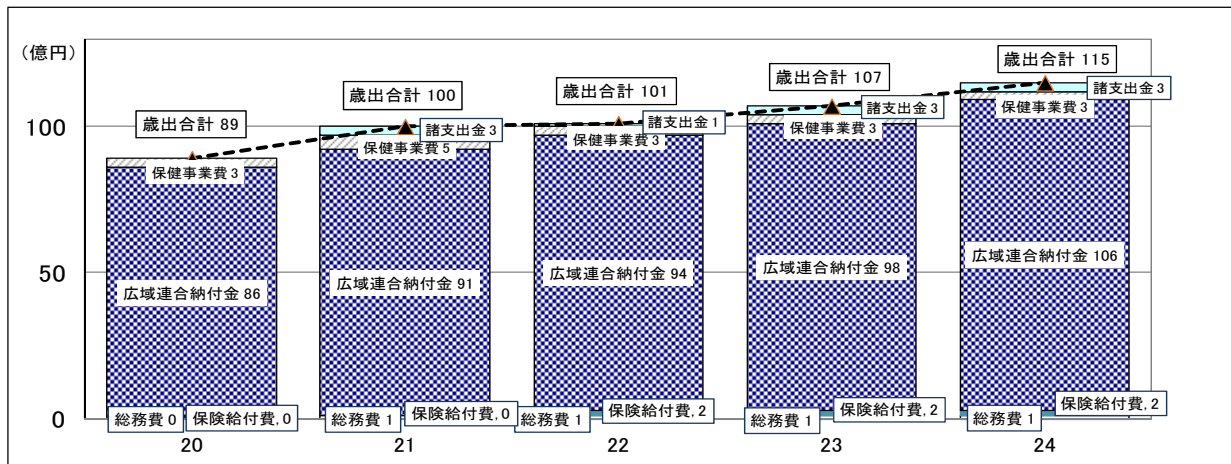 （億円）
歳出合計 89
歳出合計 100
歳出合計 101
歳出合計 107
歳出合計 115
諸支出金 3
諸支出金 1
諸支出金 3
諸支出金 3
保健事業費 3
保健事業費 5
保健事業費 3
保健事業費 3
保健事業費 3
100
50
0
広域連合納付金 86
広域連合納付金 91
広域連合納付金 94
広域連合納付金 98
広域連合納付金 106
総務費 0
保険給付費, 0
総務費 1
保険給付費, 0
総務費 1
保険給付費, 2
総務費 1
保険給付費, 2
総務費 1
保険給付費, 2
20
21
22
23
24